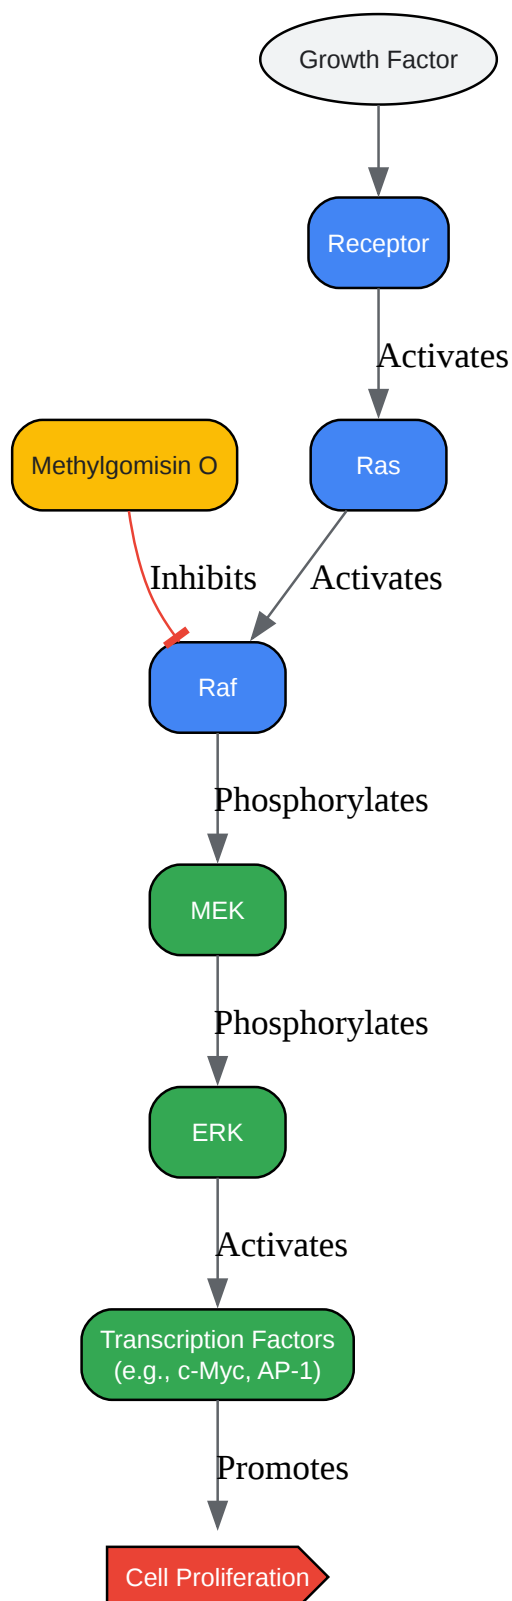 Growth Factor
Receptor
Activates
Methylgomisin O
Ras
Inhibits
Activates
Raf
Phosphorylates
MEK
Phosphorylates
ERK
Activates
Transcription Factors
(e.g., c-Myc, AP-1)
Promotes
Cell Proliferation